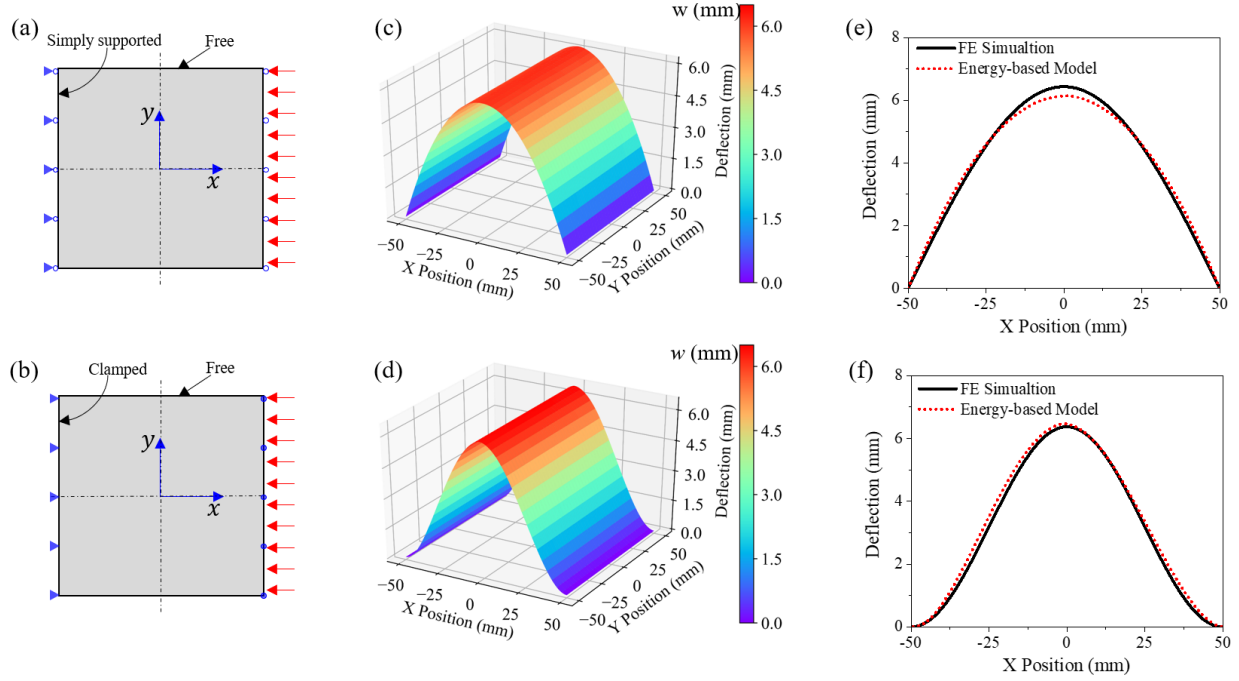 (a)
Simply supported
Free
y
x
(c)
w (mm)
6.0
4.5
3.0
1.5
0.0
Deflection (mm)
6.0
4.5
3.0
1.5
0.0
−50
−25
0
25
50
X Position (mm)
−50
−25
0
25
50
Y Position (mm)
(e)
FE Simualtion
Energy-based Model
8
6
4
2
0
Deflection (mm)
-50
-25
0
25
50
X Position (mm)
(b)
Clamped
Free
y
x
(d)
w (mm)
6.0
4.5
3.0
1.5
0.0
Deflection (mm)
6.0
4.5
3.0
1.5
0.0
−50
−25
0
25
50
X Position (mm)
−50
−25
0
25
50
Y Position (mm)
(f)
FE Simualtion
Energy-based Model
8
6
4
2
0
Deflection (mm)
-50
-25
0
25
50
X Position (mm)